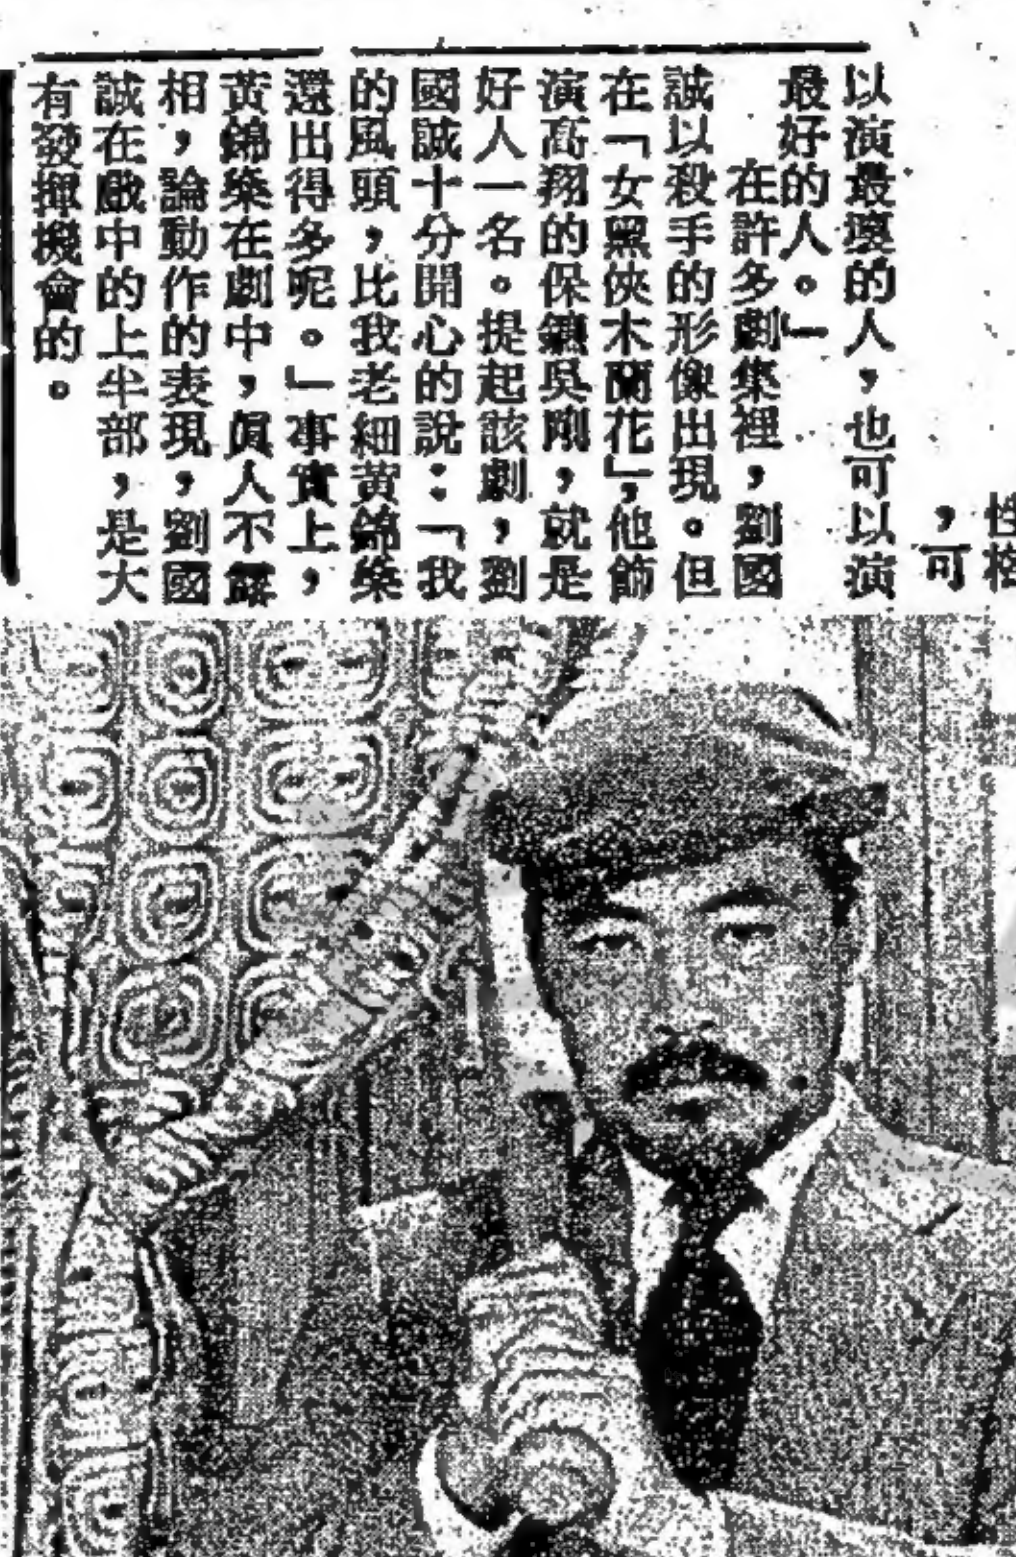 性格
，可
以演最壞的人，也可以演
最好的人。」
在許多劇集裡，劉國
誠以殺手的形像出現。但
在「女黑俠木蘭花」，他飾
演高翔的保鑣吳剛，就是
好人一名。提起該劇，劉
國誠十分開心的說：「我
的風頭，比我老細黃錦燊
還出得多呢。」事實上，
黃錦燊在劇中，眞人不露
相，論動作的表現，劉國
誠在戲中的上半部，是大
有發揮機會的。